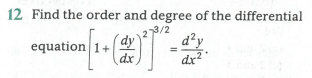 12 Find the order and degree of the differential
equation [1 + (dy/dx)^2]^3/2 = d^2y/dx^2.